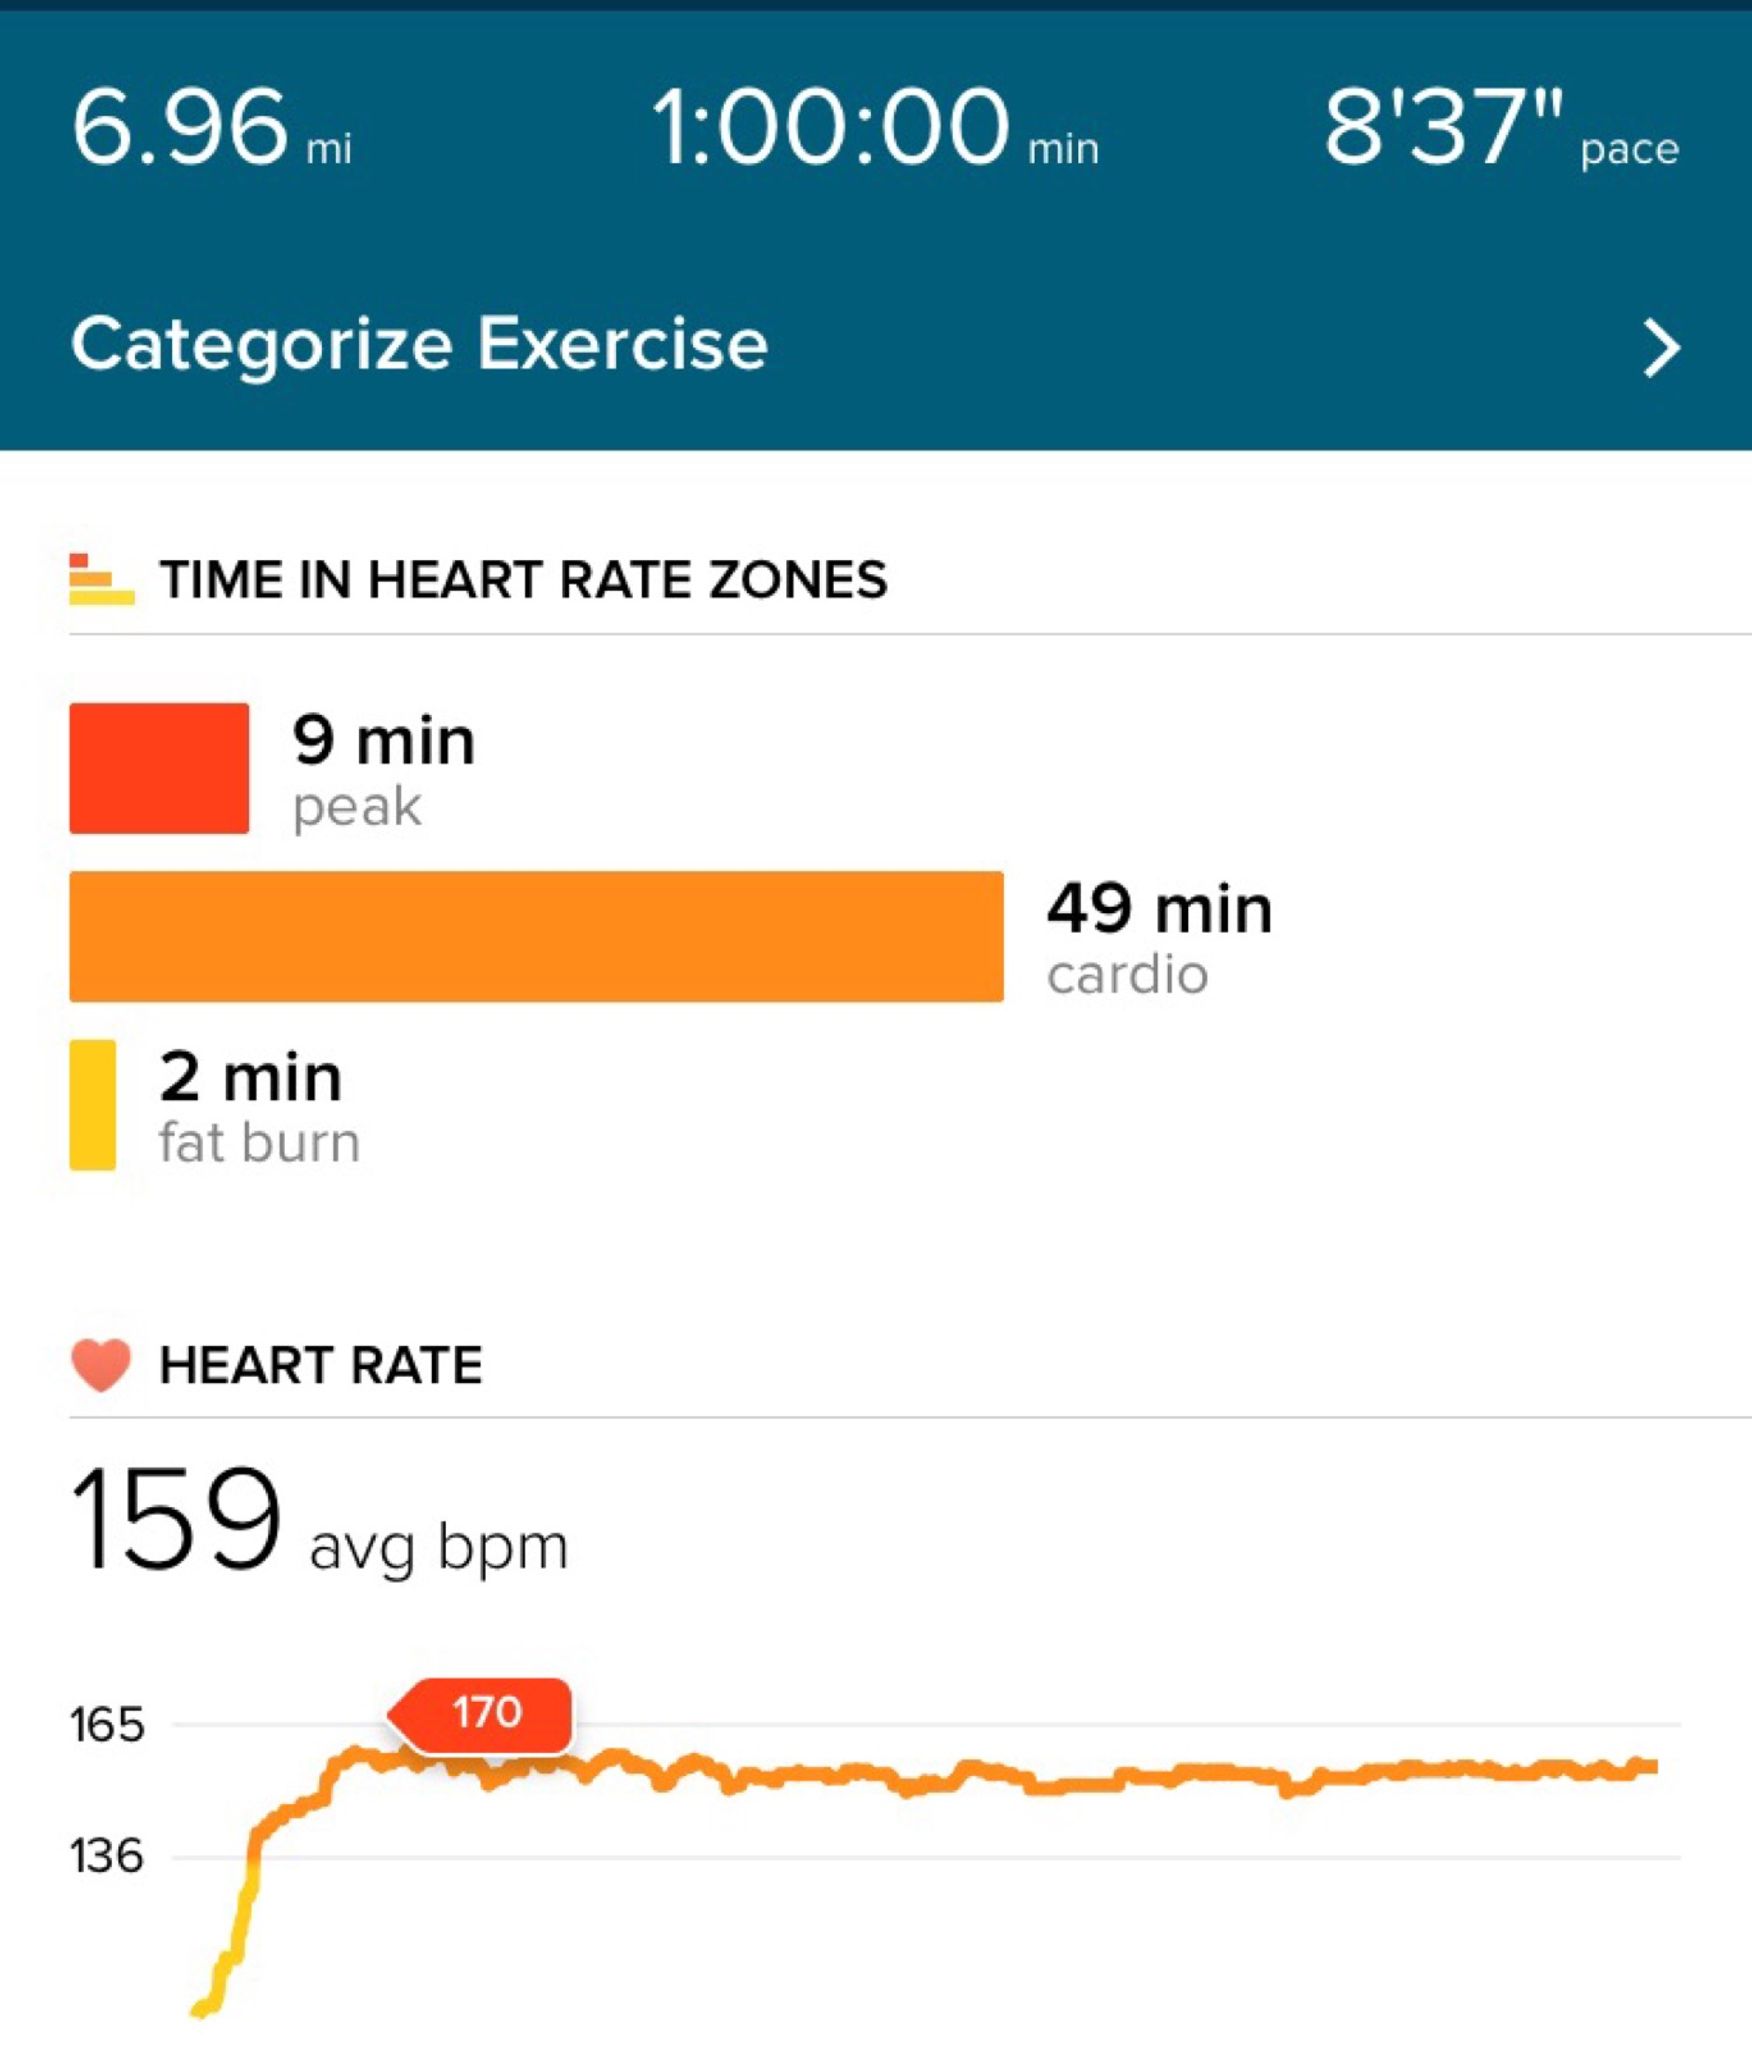 6.96 mi 1:00:00 min 8'37" pace
Categorize Exercise
TIME IN HEART RATE ZONES
9 min
peak
49 min
cardio
2 min
fat burn
HEART RATE
159 avg bpm
170
165
136